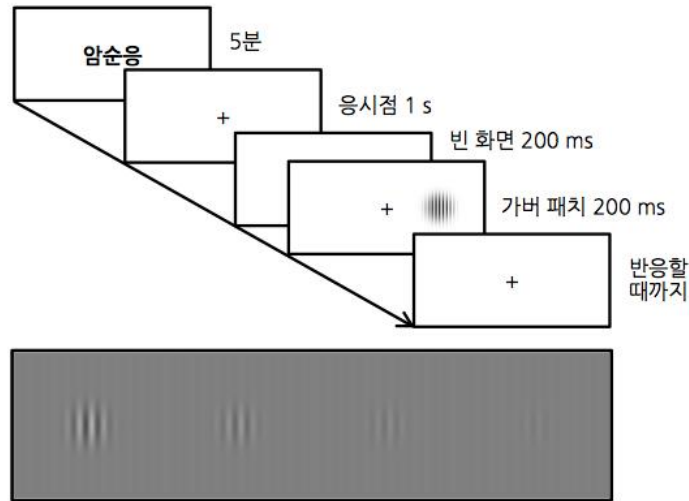 암순응
5분
+
응시점 1 s
빈 화면 200 ms
+
가버 패치 200 ms
+
반응할
때까지